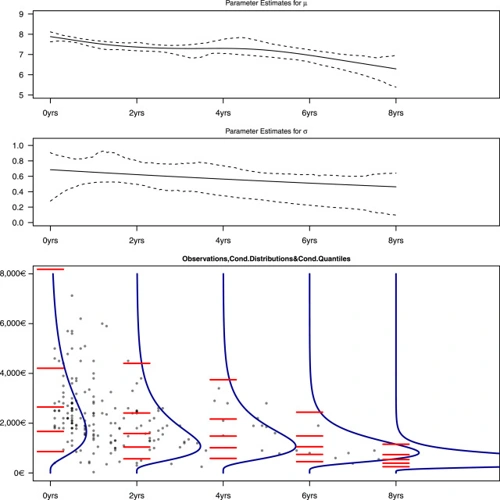 Parameter Estimates for μ
9
8
7
6
5
0yrs 2yrs 4yrs 6yrs 8yrs
Parameter Estimates for σ
1.0
0.8
0.6
0.4
0.2
0.0
0yrs 2yrs 4yrs 6yrs 8yrs
Observations,Cond.Distributions&Cond.Quantiles
8,000€
6,000€
4,000€
2,000€
0€
0yrs 2yrs 4yrs 6yrs 8yrs